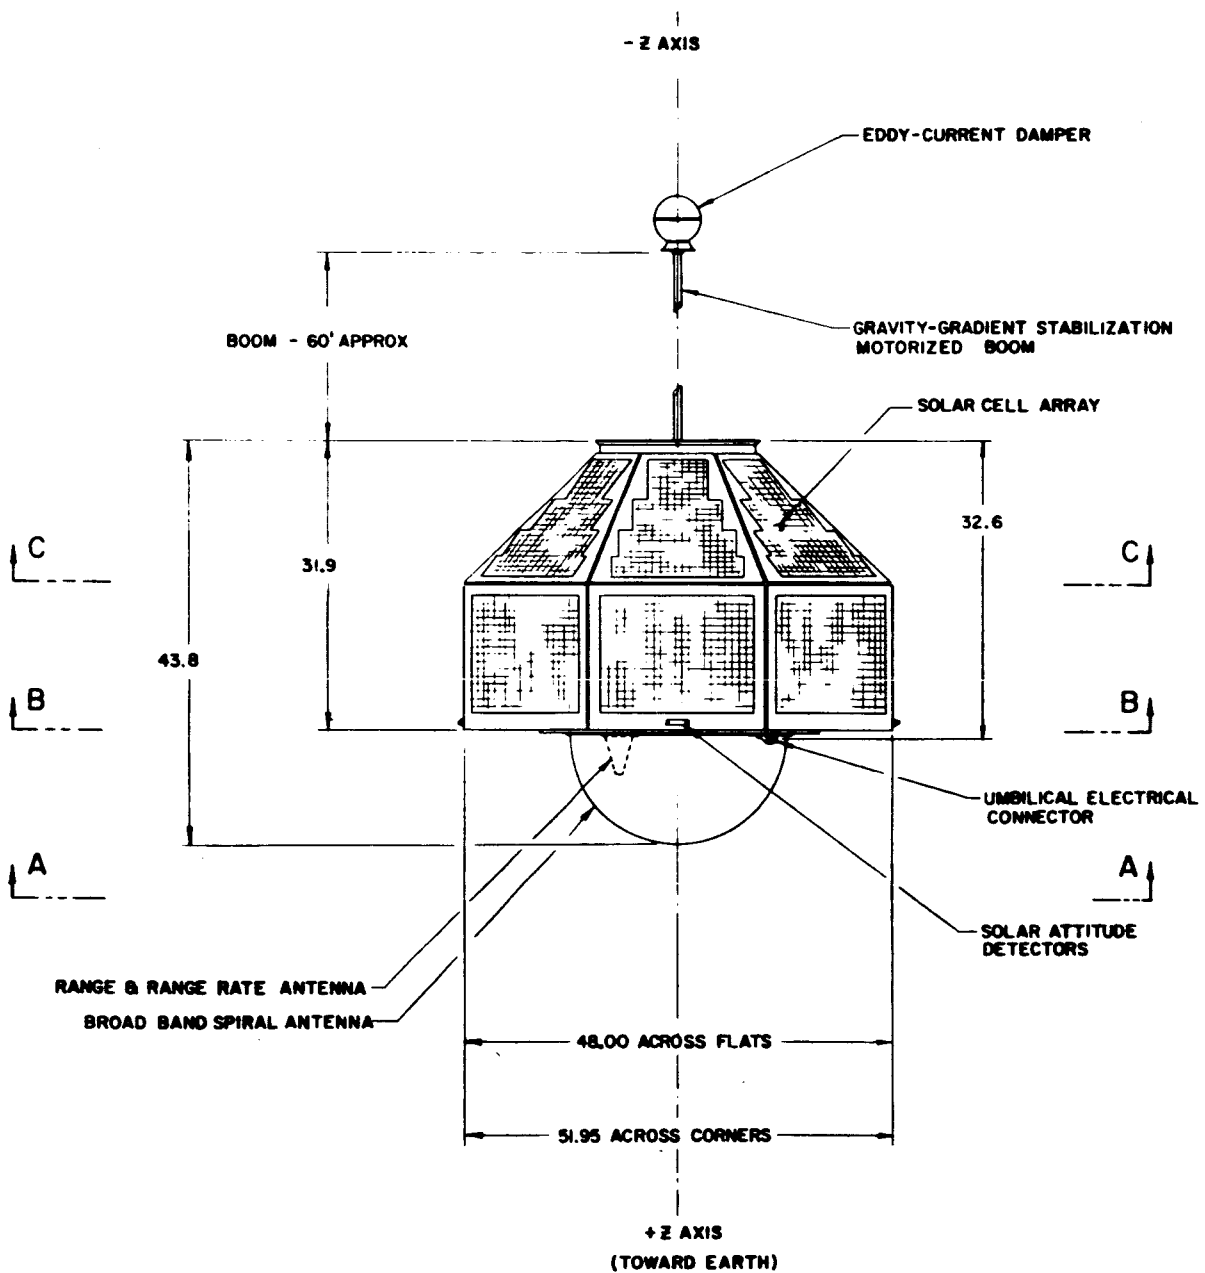 - Z AXIS
EDDY-CURRENT DAMPER
BOOM - 60' APPROX
GRAVITY-GRADIENT STABILIZATION
MOTORIZED BOOM
SOLAR CELL ARRAY
32.6
C
C
31.9
43.8
B
B
UMBILICAL ELECTRICAL
CONNECTOR
A
A
SOLAR ATTITUDE
DETECTORS
RANGE & RANGE RATE ANTENNA
BROAD BAND SPIRAL ANTENNA
48.00 ACROSS FLATS
51.95 ACROSS CORNERS
+ Z AXIS
(TOWARD EARTH)